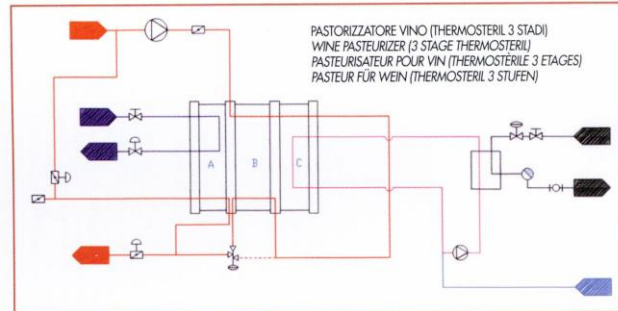 PASTORIZZATORE VINO (THERMOSTERIL 3 STADI)
WINE PASTEURIZER (3 STAGE THERMOSTERIL)
PASTEURISATEUR POUR VIN (THERMOSTÉRILE 3 ETAGES)
PASTEUR FÜR WEIN (THERMOSTERIL 3 STUFEN)
A B C